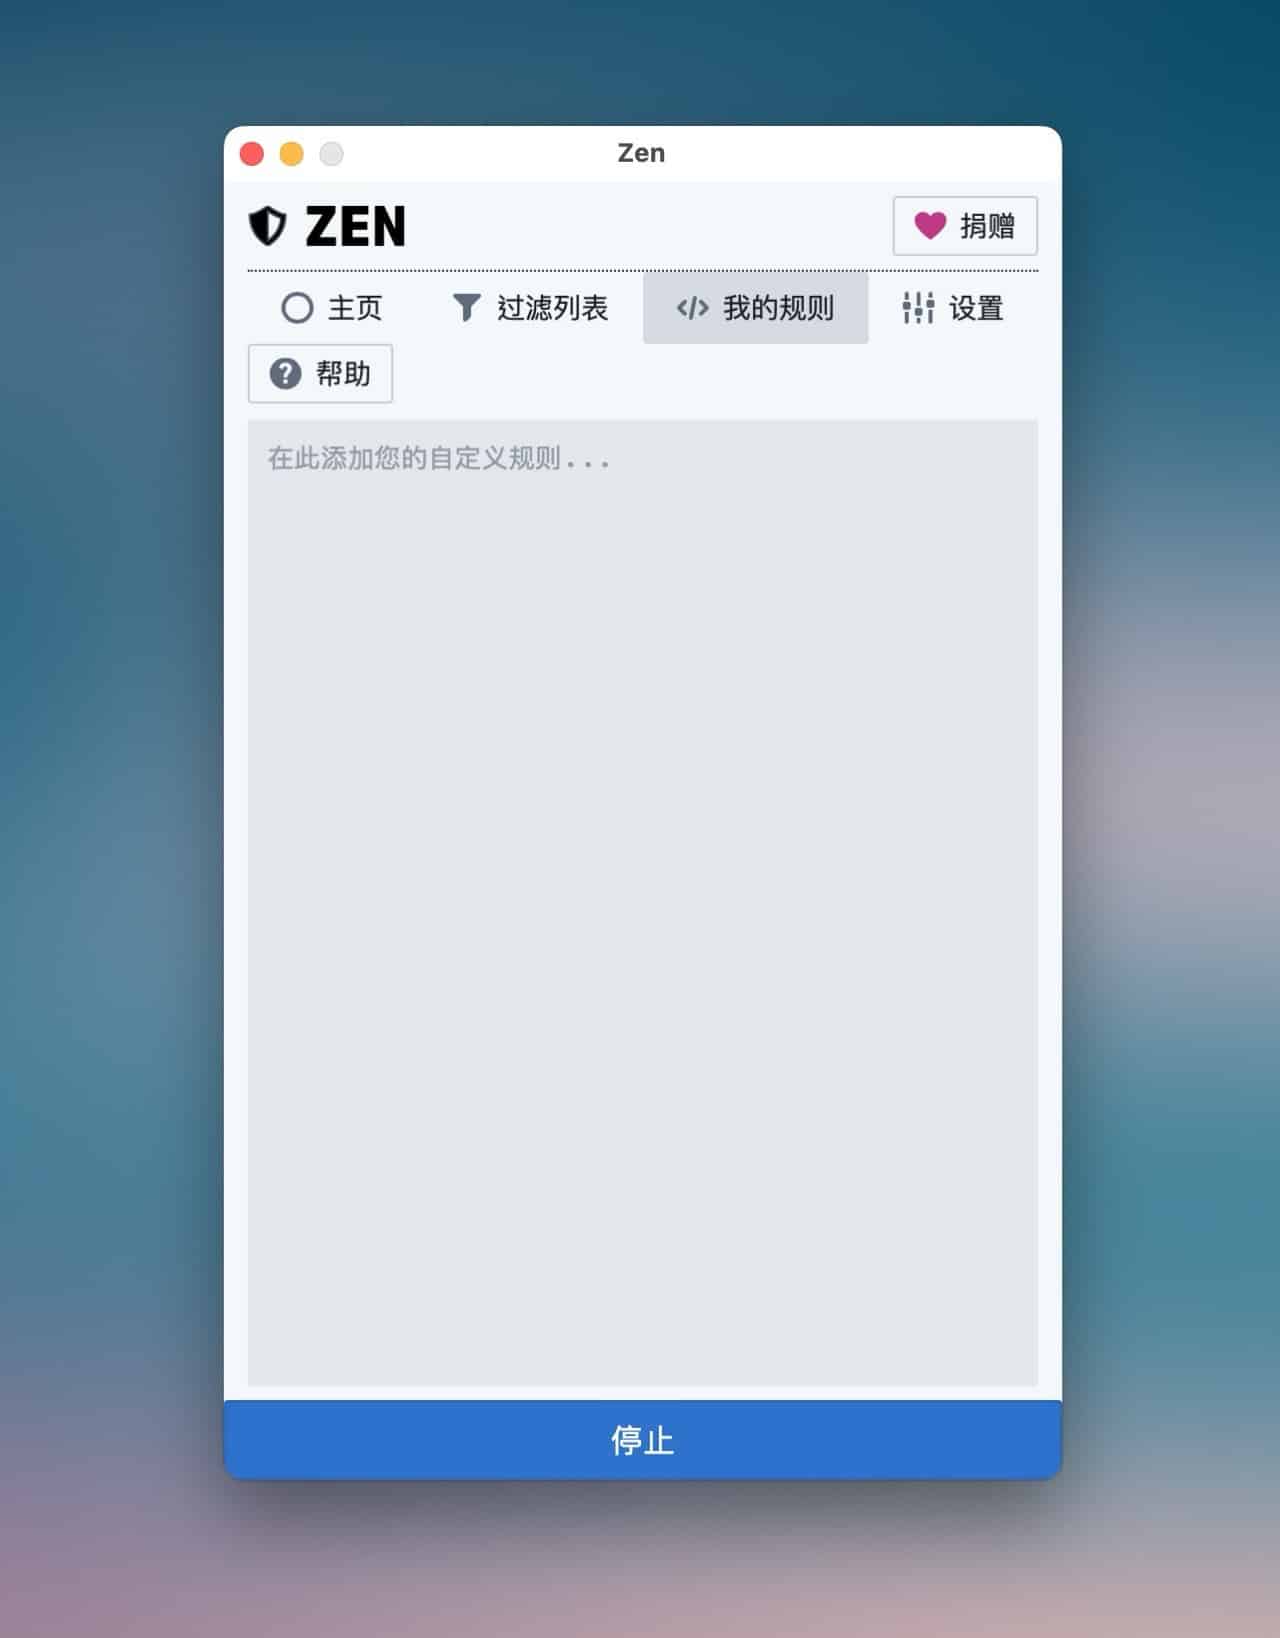 Zen
ZEN
捐赠
主页 过滤列表 </> 我的规则 设置
? 帮助
在此添加您的自定义规则...
停止